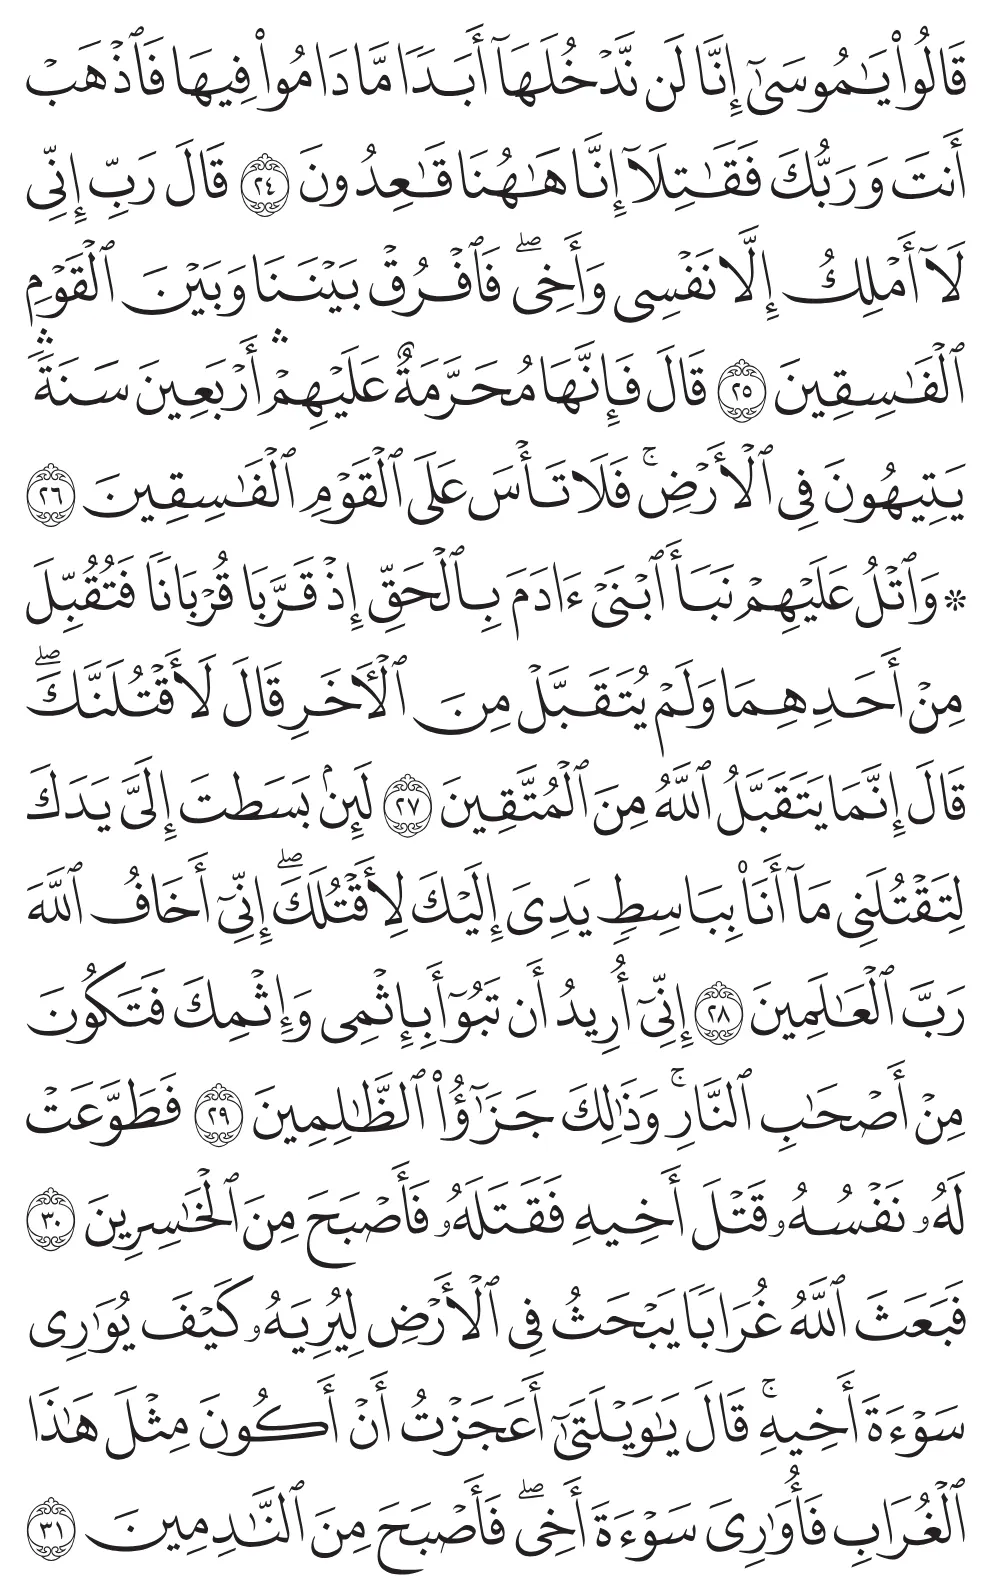 قَالُوا۟ يَـٰمُوسَىٰٓ إِنَّا لَن نَّدْخُلَهَآ أَبَدًا مَّا دَامُوا۟ فِيهَا فَٱذْهَبْ
أَنتَ وَرَبُّكَ فَقَـٰتِلَآ إِنَّا هَـٰهُنَا قَـٰعِدُونَ ٢٤ قَالَ رَبِّ إِنِّى
لَآ أَمْلِكُ إِلَّا نَفْسِى وَأَخِى ۖ فَٱفْرُقْ بَيْنَنَا وَبَيْنَ ٱلْقَوْمِ
ٱلْفَـٰسِقِينَ ٢٥ قَالَ فَإِنَّهَا مُحَرَّمَةٌ عَلَيْهِمْ ۛ أَرْبَعِينَ سَنَةً ۛ
يَتِيهُونَ فِى ٱلْأَرْضِ ۚ فَلَا تَأْسَ عَلَى ٱلْقَوْمِ ٱلْفَـٰسِقِينَ ٢٦
۞ وَٱتْلُ عَلَيْهِمْ نَبَأَ ٱبْنَىْ ءَادَمَ بِٱلْحَقِّ إِذْ قَرَّبَا قُرْبَانًا فَتُقُبِّلَ
مِنْ أَحَدِهِمَا وَلَمْ يُتَقَبَّلْ مِنَ ٱلْـَٔاخَرِ قَالَ لَأَقْتُلَنَّكَ ۖ
قَالَ إِنَّمَا يَتَقَبَّلُ ٱللَّهُ مِنَ ٱلْمُتَّقِينَ ٢٧ لَئِنۢ بَسَطتَ إِلَىَّ يَدَكَ
لِتَقْتُلَنِى مَآ أَنَا۠ بِبَاسِطٍ يَدِىَ إِلَيْكَ لِأَقْتُلَكَ ۖ إِنِّىٓ أَخَافُ ٱللَّهَ
رَبَّ ٱلْعَـٰلَمِينَ ٢٨ إِنِّىٓ أُرِيدُ أَن تَبُوٓأَ بِإِثْمِى وَإِثْمِكَ فَتَكُونَ
مِنْ أَصْحَـٰبِ ٱلنَّارِ ۚ وَذَٰلِكَ جَزَٰٓؤُا۟ ٱلظَّـٰلِمِينَ ٢٩ فَطَوَّعَتْ
لَهُۥ نَفْسُهُۥ قَتْلَ أَخِيهِ فَقَتَلَهُۥ فَأَصْبَحَ مِنَ ٱلْخَـٰسِرِينَ ٣٠
فَبَعَثَ ٱللَّهُ غُرَابًا يَبْحَثُ فِى ٱلْأَرْضِ لِيُرِيَهُۥ كَيْفَ يُوَٰرِى
سَوْءَةَ أَخِيهِ ۚ قَالَ يَـٰوَيْلَتَىٰٓ أَعَجَزْتُ أَنْ أَكُونَ مِثْلَ هَـٰذَا
ٱلْغُرَابِ فَأُوَٰرِىَ سَوْءَةَ أَخِى ۖ فَأَصْبَحَ مِنَ ٱلنَّـٰدِمِينَ ٣١